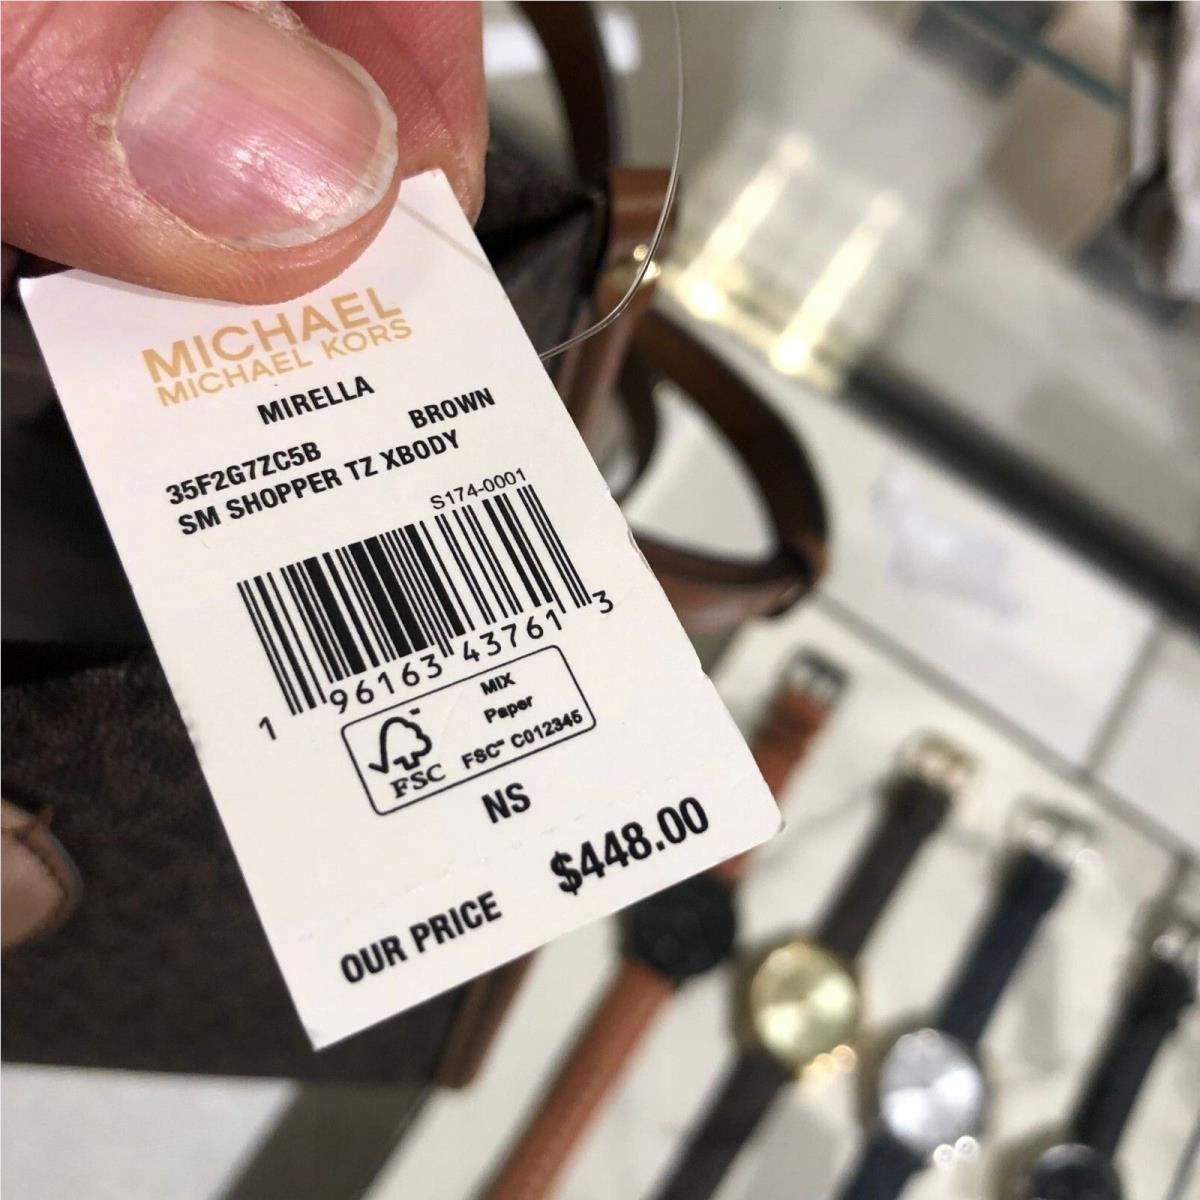 MICHAEL
MICHAEL KORS
MIRELLA
35F2G7ZC5B BROWN
SM SHOPPER TZ XBODY
S174-0001
1 96163 43761 3
MIX
Paper
FSC™ C012345
FSC
NS
OUR PRICE $448.00